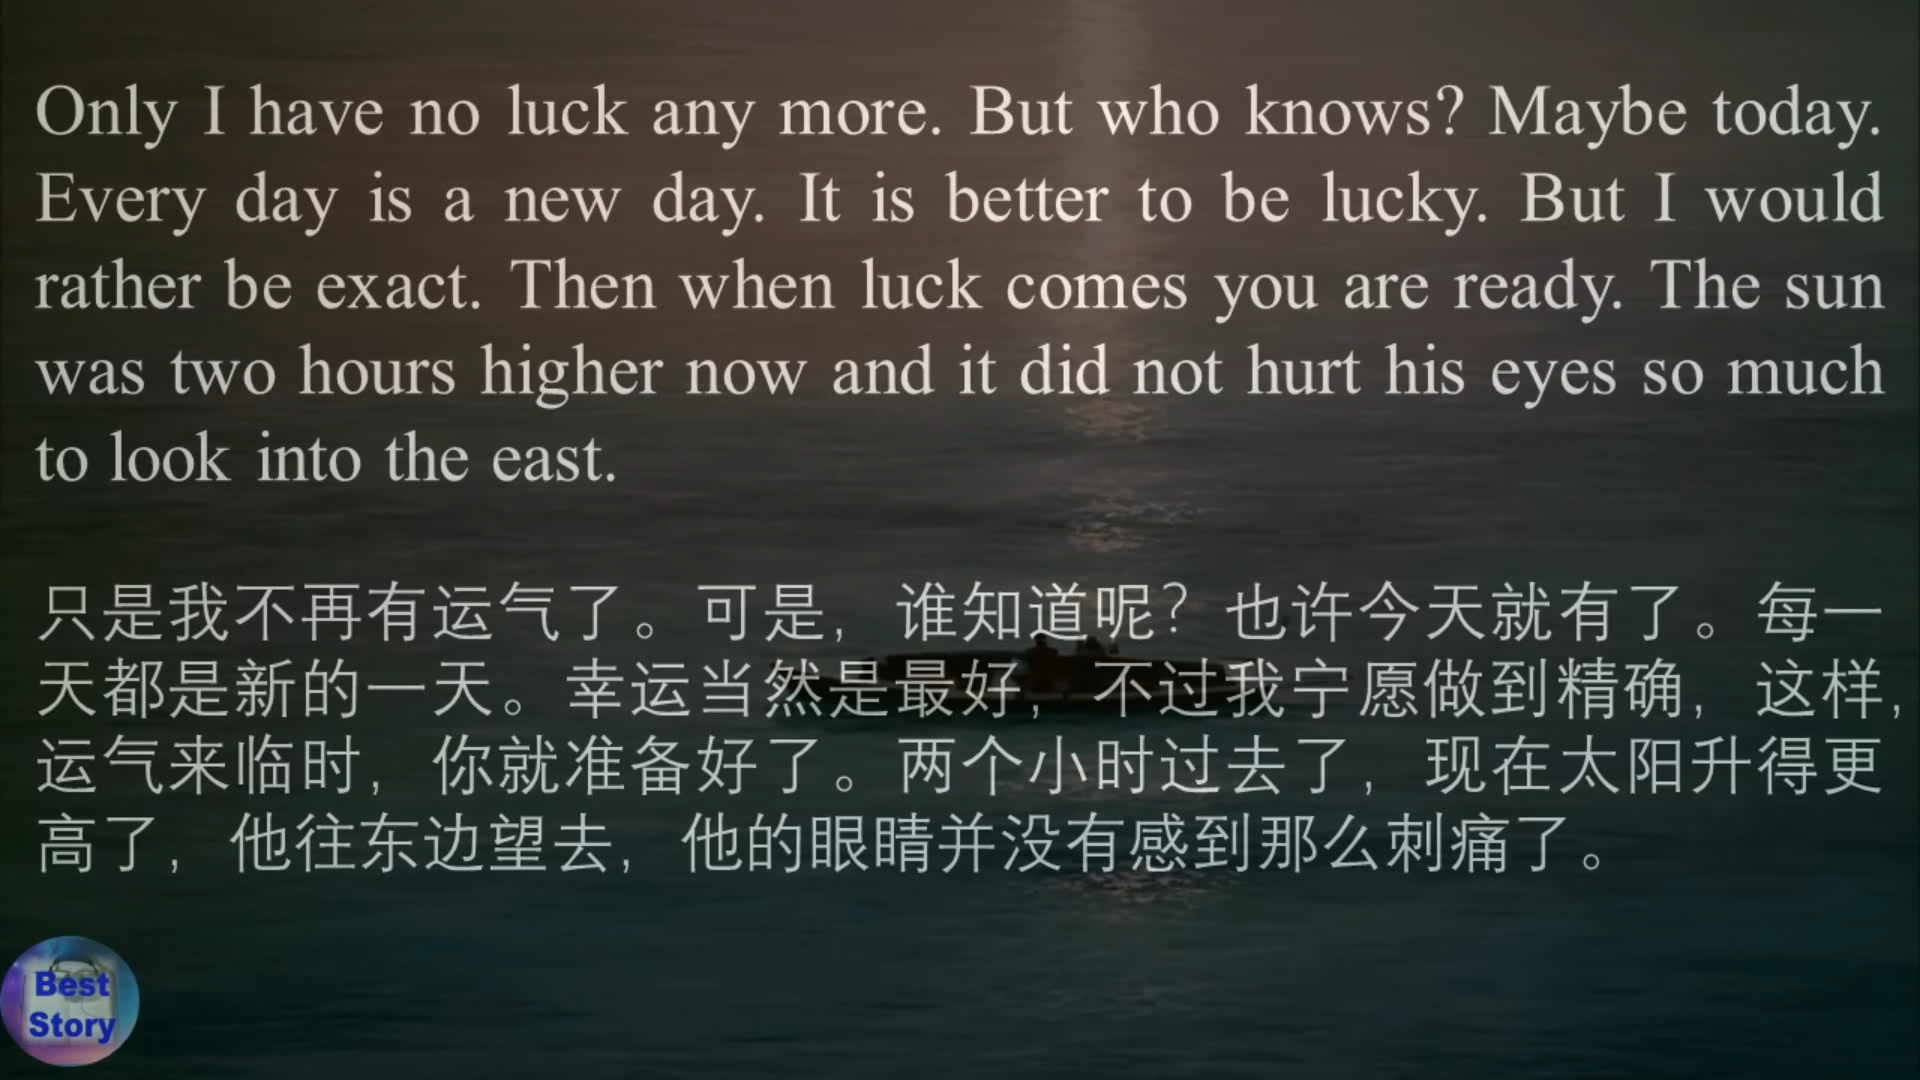 Only I have no luck any more. But who knows? Maybe today.
Every day is a new day. It is better to be lucky. But I would
rather be exact. Then when luck comes you are ready. The sun
was two hours higher now and it did not hurt his eyes so much
to look into the east.
只是我不再有运气了。可是，谁知道呢？也许今天就有了。每一
天都是新的一天。幸运当然是最好，不过我宁愿做到精确，这样，
运气来临时，你就准备好了。两个小时过去了，现在太阳升得更
高了，他往东边望去，他的眼睛并没有感到那么刺痛了。
Best
Story